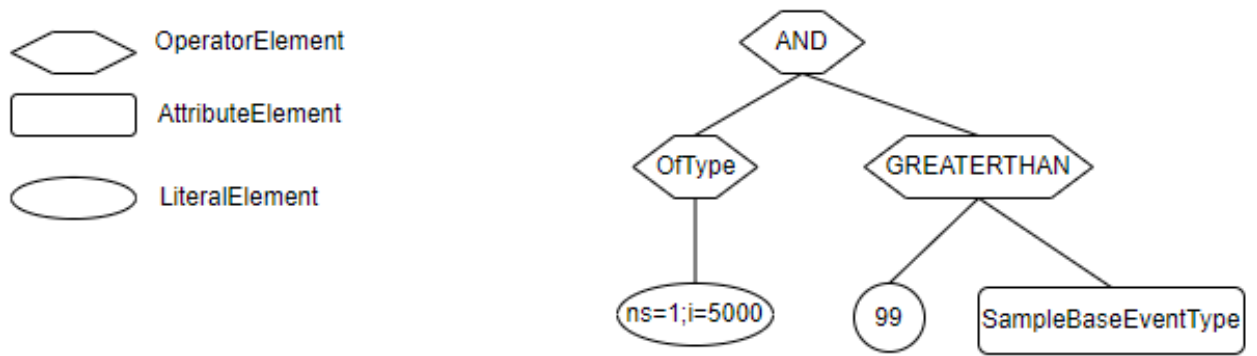 OperatorElement
AttributeElement
LiteralElement
AND
OfType
GREATERTHAN
ns=1;i=5000
99
SampleBaseEventType